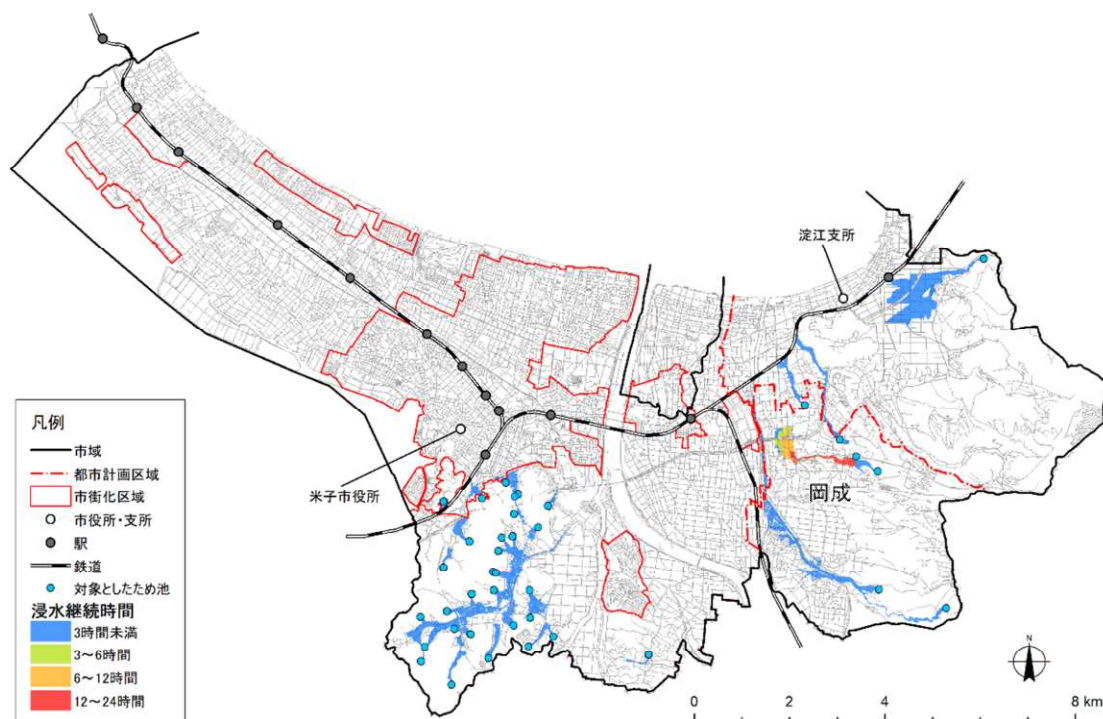 淀江支所
米子市役所
岡成
凡例
市域
都市計画区域
市街化区域
市役所・支所
駅
鉄道
対象としたため池
浸水継続時間
3時間未満
3～6時間
6～12時間
12～24時間
N
0 2 4 8 km